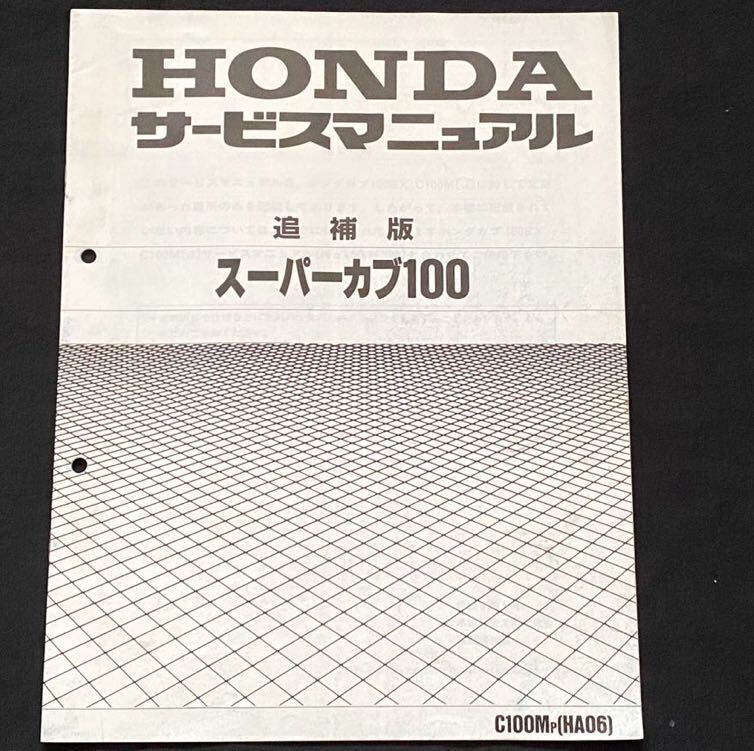 HONDA
サービスマニュアル
追補版
スーパーカブ100
C100MP(HA06)